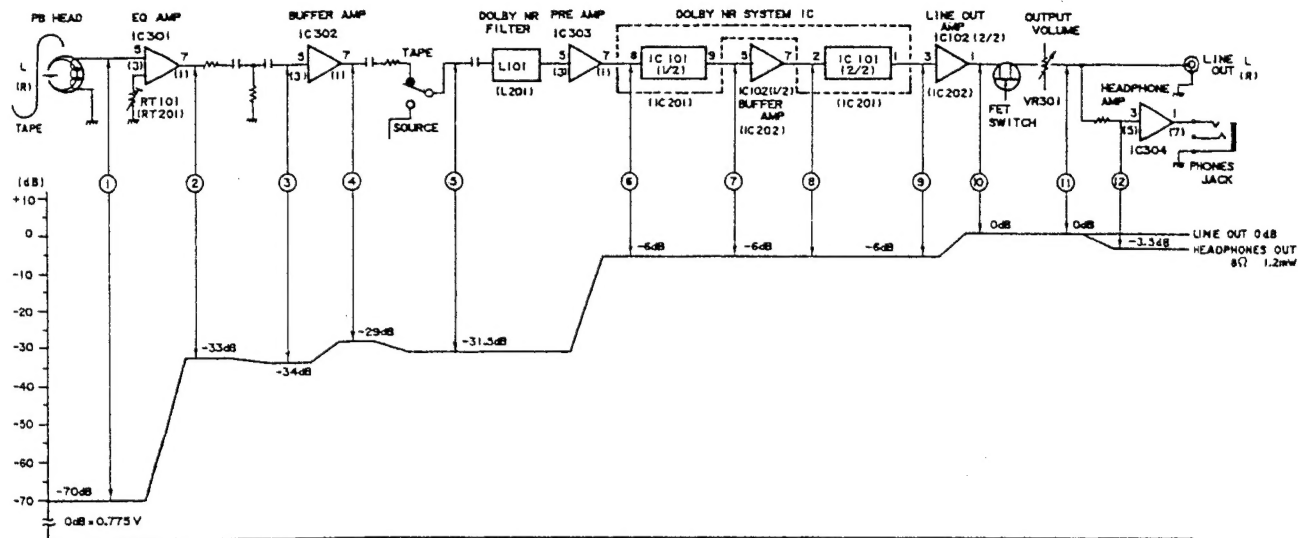 PB HEAD
EQ AMP
IC301
BUFFER AMP
IC302
DOLBY NR
FILTER
PRE AMP
IC303
DOLBY NR SYSTEM IC
LINE OUT
AMP
IC102 (2/2)
OUTPUT
VOLUME
L
(R)
TAPE
5
(3)
7
(1)
RT101
(RT201)
5
(3)
7
(1)
TAPE
SOURCE
L101
(L201)
5
(3)
7
(1)
8
IC 101
(1/2)
9
(IC201)
5
7
IC102(1/2)
BUFFER
AMP
(IC202)
2
IC 101
(2/2)
1
(IC201)
3
1
(IC202)
FET
SWITCH
VR301
LINE L
OUT (R)
HEADPHONE
AMP
3
(5)
1
(7)
IC304
PHONES
JACK
(dB)
1
2
3
4
5
6
7
8
9
10
11
12
+10
0
-10
-20
-30
-40
-50
-60
-70
-70dB
-33dB
-34dB
-29dB
-31.5dB
-6dB
-6dB
-6dB
0dB
0dB
-3.5dB
LINE OUT 0dB
HEADPHONES OUT
8Ω 1.2mW
0dB = 0.775 V